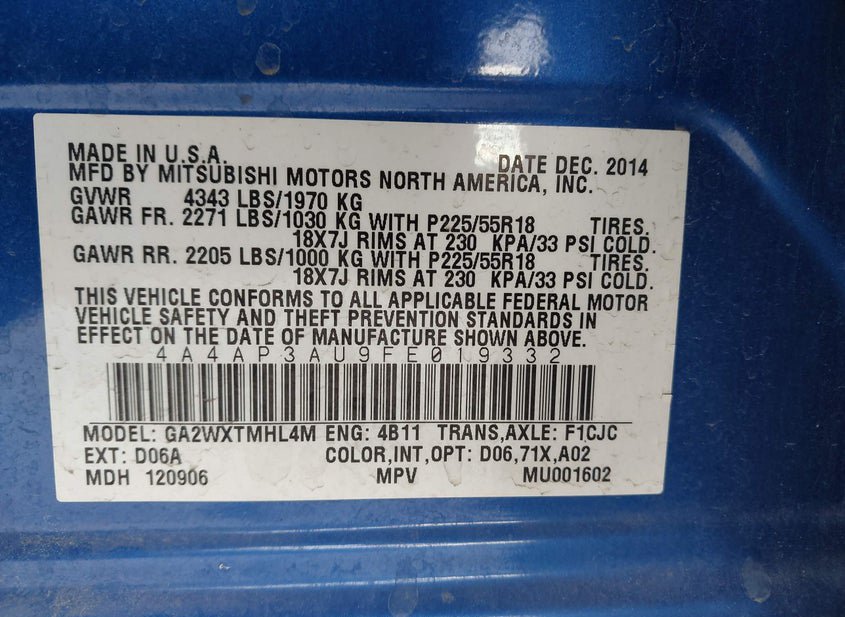 MADE IN U.S.A. DATE DEC. 2014
MFD BY MITSUBISHI MOTORS NORTH AMERICA, INC.
GVWR 4343 LBS/1970 KG
GAWR FR. 2271 LBS/1030 KG WITH P225/55R18 TIRES.
18X7J RIMS AT 230 KPA/33 PSI COLD.
GAWR RR. 2205 LBS/1000 KG WITH P225/55R18 TIRES.
18X7J RIMS AT 230 KPA/33 PSI COLD.
THIS VEHICLE CONFORMS TO ALL APPLICABLE FEDERAL MOTOR
VEHICLE SAFETY AND THEFT PREVENTION STANDARDS IN
EFFECT ON THE DATE OF MANUFACTURE SHOWN ABOVE.
4A4AP3AU9FE019332
MODEL: GA2WXTMHL4M ENG: 4B11 TRANS,AXLE: F1CJC
EXT: D06A COLOR,INT,OPT: D06,71X,A02
MDH 120906 MPV MU001602